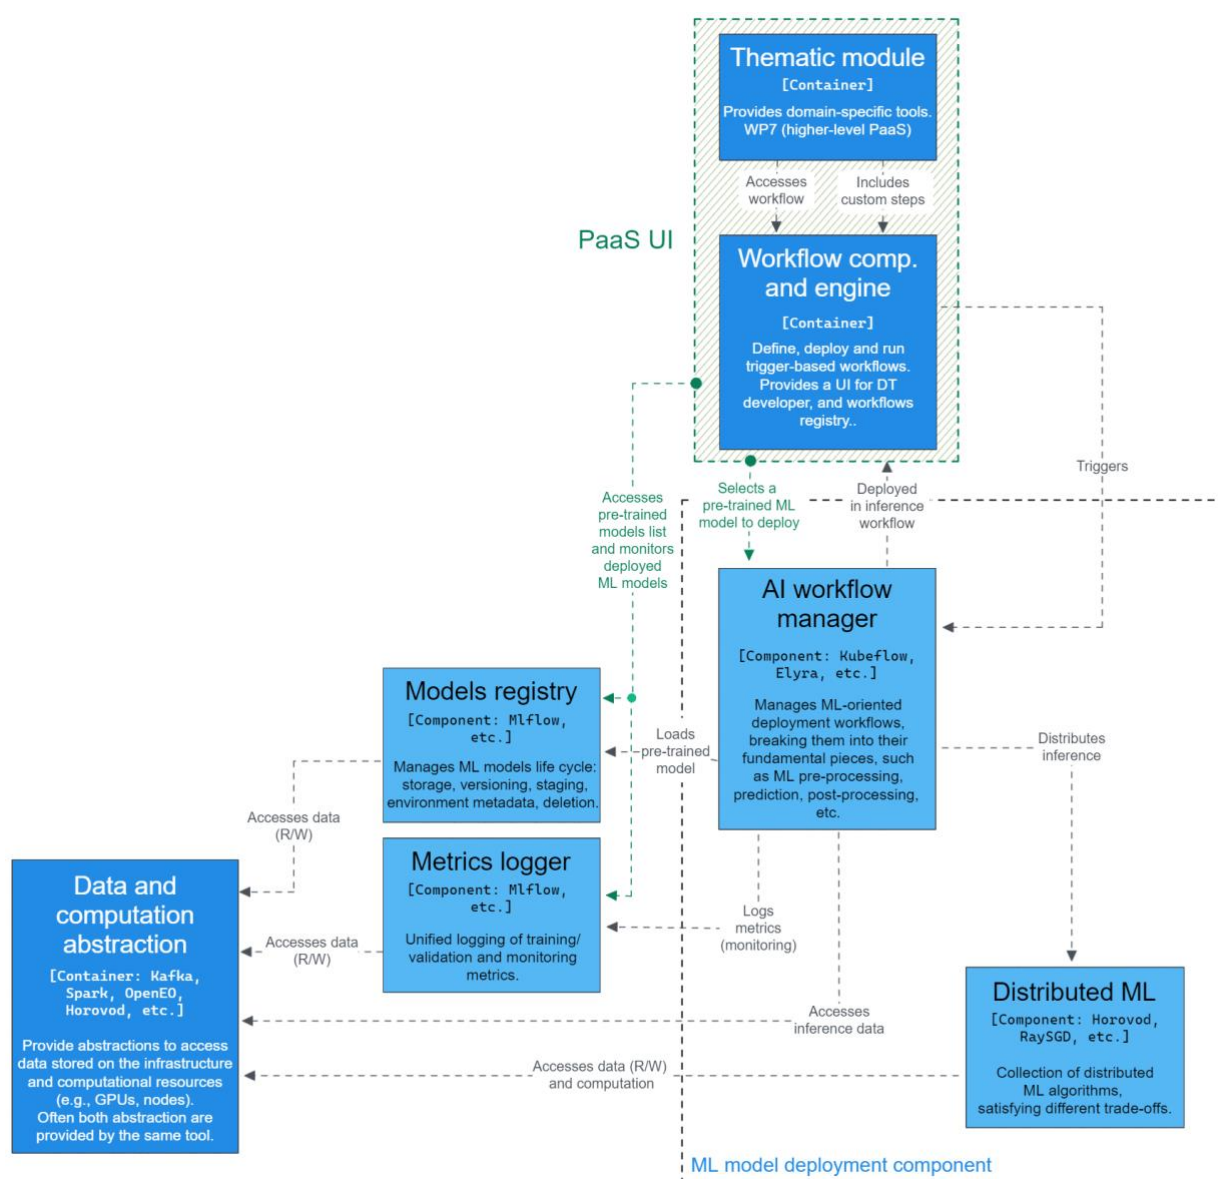 Thematic module
[Container]
Provides domain-specific tools.
WP7 (higher-level PaaS)
Accesses
workflow
Includes
custom steps
PaaS UI
Workflow comp.
and engine
[Container]
Define, deploy and run
trigger-based workflows.
Provides a UI for DT
developer, and workflows
registry..
Triggers
Accesses
pre-trained
models list
and monitors
deployed
ML models
Selects a
pre-trained ML
model to deploy
Deployed
in inference
workflow
AI workflow
manager
[Component: Kubeflow,
Elyra, etc.]
Manages ML-oriented
deployment workflows,
breaking them into their
fundamental pieces, such
as ML pre-processing,
prediction, post-processing,
etc.
Models registry
[Component: Mlflow,
etc.]
Manages ML models life cycle:
storage, versioning, staging,
environment metadata, deletion.
Loads
pre-trained
model
Distributes
inference
Accesses data
(R/W)
Metrics logger
[Component: Mlflow,
etc.]
Unified logging of training/
validation and monitoring
metrics.
Logs
metrics
(monitoring)
Data and
computation
abstraction
[Container: Kafka,
Spark, OpenEO,
Horovod, etc.]
Provide abstractions to access
data stored on the infrastructure
and computational resources
(e.g., GPUs, nodes).
Often both abstraction are
provided by the same tool.
Accesses data
(R/W)
Accesses
inference data
Accesses data (R/W)
and computation
Distributed ML
[Component: Horovod,
RaySGD, etc.]
Collection of distributed
ML algorithms,
satisfying different trade-offs.
ML model deployment component